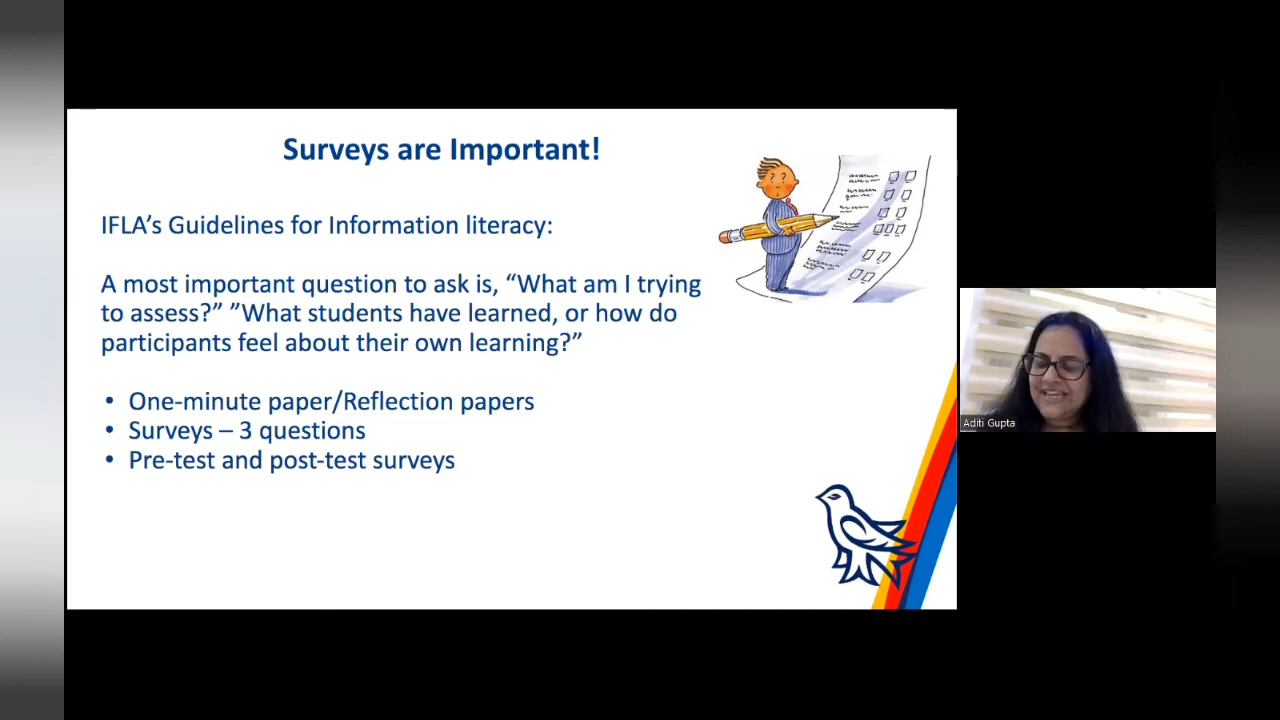 Surveys are Important!
IFLA’s Guidelines for Information literacy:
A most important question to ask is, “What am I trying
to assess?” ”What students have learned, or how do
participants feel about their own learning?”
• One-minute paper/Reflection papers
• Surveys – 3 questions
• Pre-test and post-test surveys
Aditi Gupta